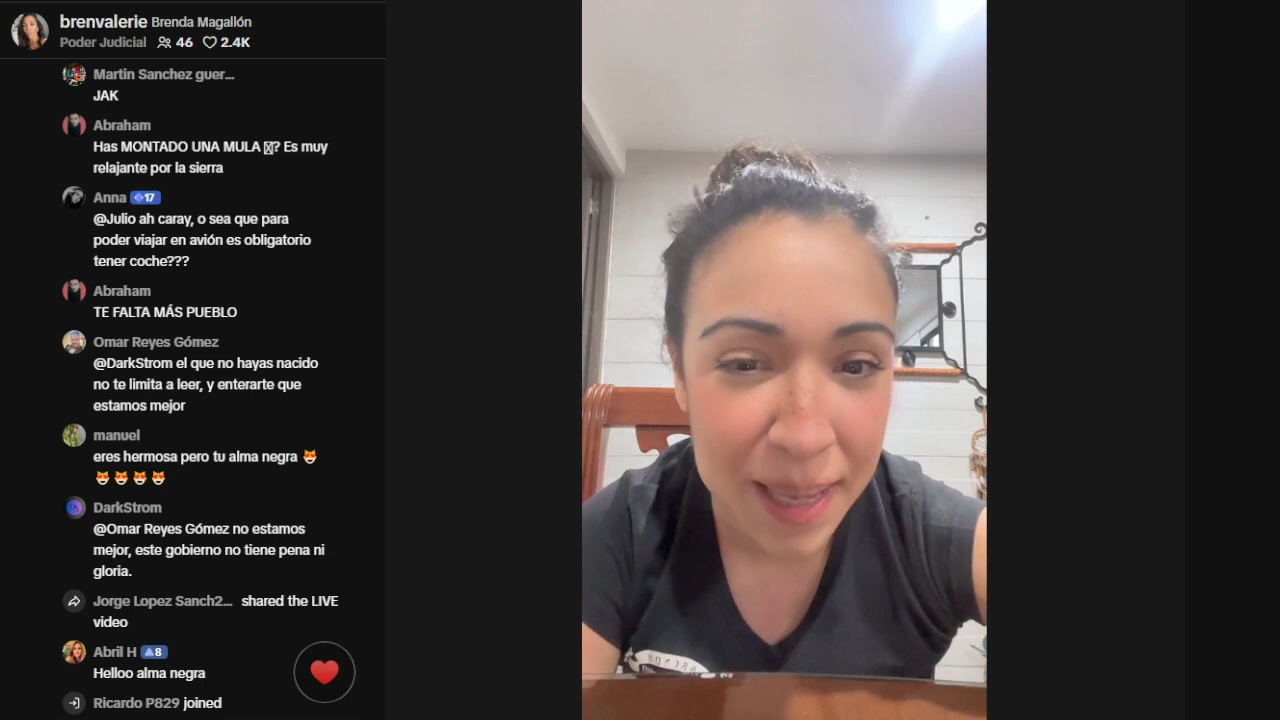 brenvalerie Brenda Magallón
Poder Judicial 46 2.4K
Martin Sanchez guer...
JAK
Abraham
Has MONTADO UNA MULA ? Es muy
relajante por la sierra
Anna 17
@Julio ah caray, o sea que para
poder viajar en avión es obligatorio
tener coche???
Abraham
TE FALTA MÁS PUEBLO
Omar Reyes Gómez
@DarkStrom el que no hayas nacido
no te limita a leer, y enterarte que
estamos mejor
manuel
eres hermosa pero tu alma negra 😻
😻 😻 😻 😻
DarkStrom
@Omar Reyes Gómez no estamos
mejor, este gobierno no tiene pena ni
gloria.
Jorge Lopez Sanch2... shared the LIVE
video
Abril H 8
Helloo alma negra
Ricardo P829 joined